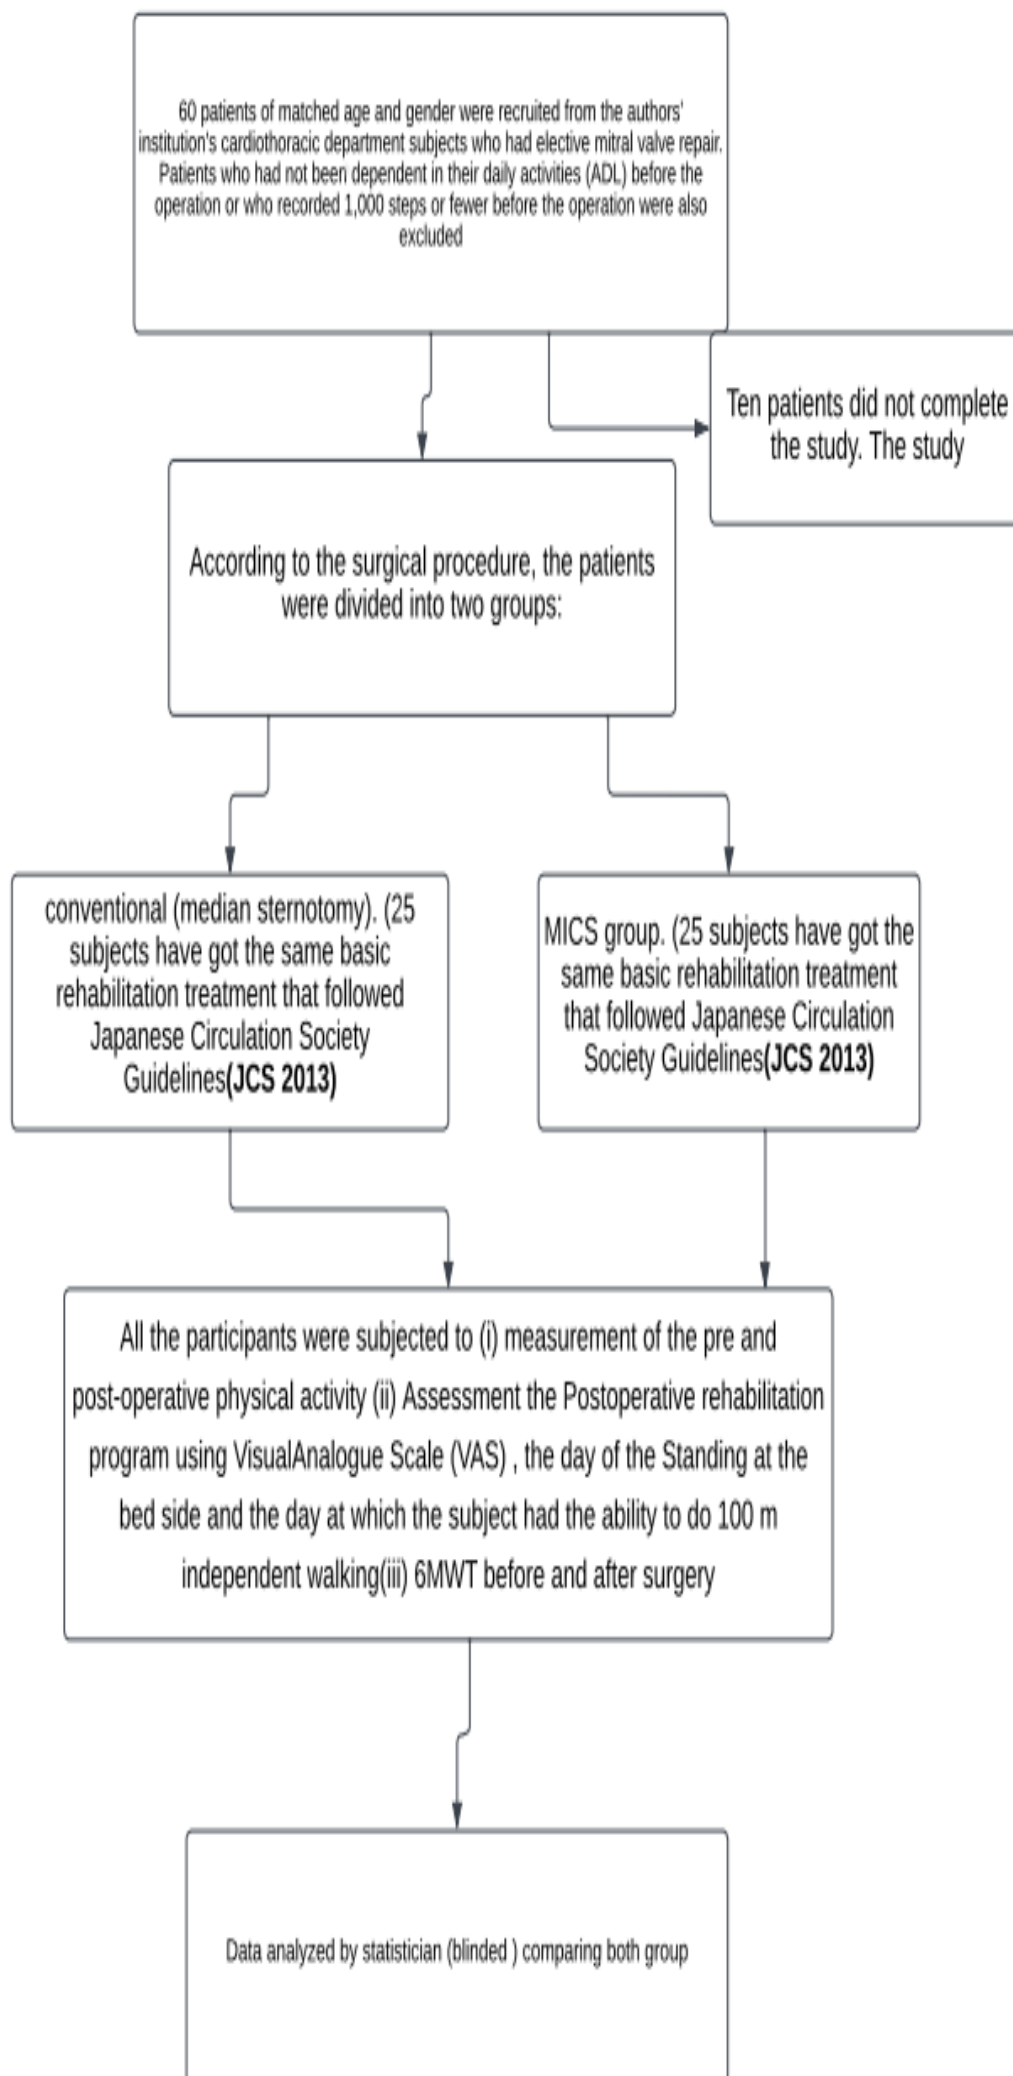 60 patients of matched age and gender were recruited from the authors'
institution's cardiothoracic department subjects who had elective mitral valve repair.
Patients who had not been dependent in their daily activities (ADL) before the
operation or who recorded 1,000 steps or fewer before the operation were also
excluded
Ten patients did not complete
the study. The study
According to the surgical procedure, the patients
were divided into two groups:
conventional (median sternotomy). (25
subjects have got the same basic
rehabilitation treatment that followed
Japanese Circulation Society
Guidelines(JCS 2013)
MICS group. (25 subjects have got the
same basic rehabilitation treatment
that followed Japanese Circulation
Society Guidelines(JCS 2013)
All the participants were subjected to (i) measurement of the pre and
post-operative physical activity (ii) Assessment the Postoperative rehabilitation
program using VisualAnalogue Scale (VAS) , the day of the Standing at the
bed side and the day at which the subject had the ability to do 100 m
independent walking(iii) 6MWT before and after surgery
Data analyzed by statistician (blinded ) comparing both group